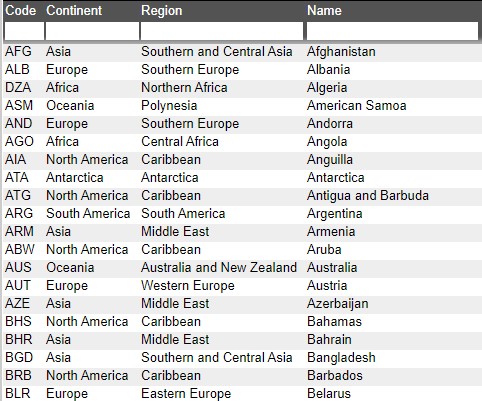 Code Continent Region Name
AFG Asia Southern and Central Asia Afghanistan
ALB Europe Southern Europe Albania
DZA Africa Northern Africa Algeria
ASM Oceania Polynesia American Samoa
AND Europe Southern Europe Andorra
AGO Africa Central Africa Angola
AIA North America Caribbean Anguilla
ATA Antarctica Antarctica Antarctica
ATG North America Caribbean Antigua and Barbuda
ARG South America South America Argentina
ARM Asia Middle East Armenia
ABW North America Caribbean Aruba
AUS Oceania Australia and New Zealand Australia
AUT Europe Western Europe Austria
AZE Asia Middle East Azerbaijan
BHS North America Caribbean Bahamas
BHR Asia Middle East Bahrain
BGD Asia Southern and Central Asia Bangladesh
BRB North America Caribbean Barbados
BLR Europe Eastern Europe Belarus